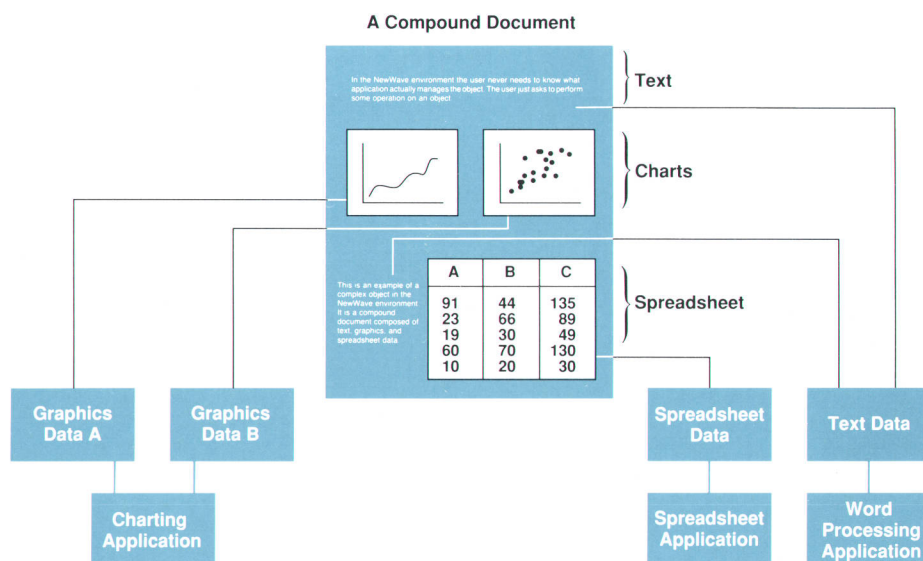 A Compound Document
In the NewWave environment the user never needs to know what
application actually manages the object. The user just asks to perform
some operation on an object
Text
Charts
A B C
91 44 135
23 66 89
19 30 49
60 70 130
10 20 30
This is an example of a
complex object in the
NewWave environment
It is a compound
document composed of
text, graphics, and
spreadsheet data
Spreadsheet
Graphics
Data A
Graphics
Data B
Spreadsheet
Data
Text Data
Charting
Application
Spreadsheet
Application
Word
Processing
Application